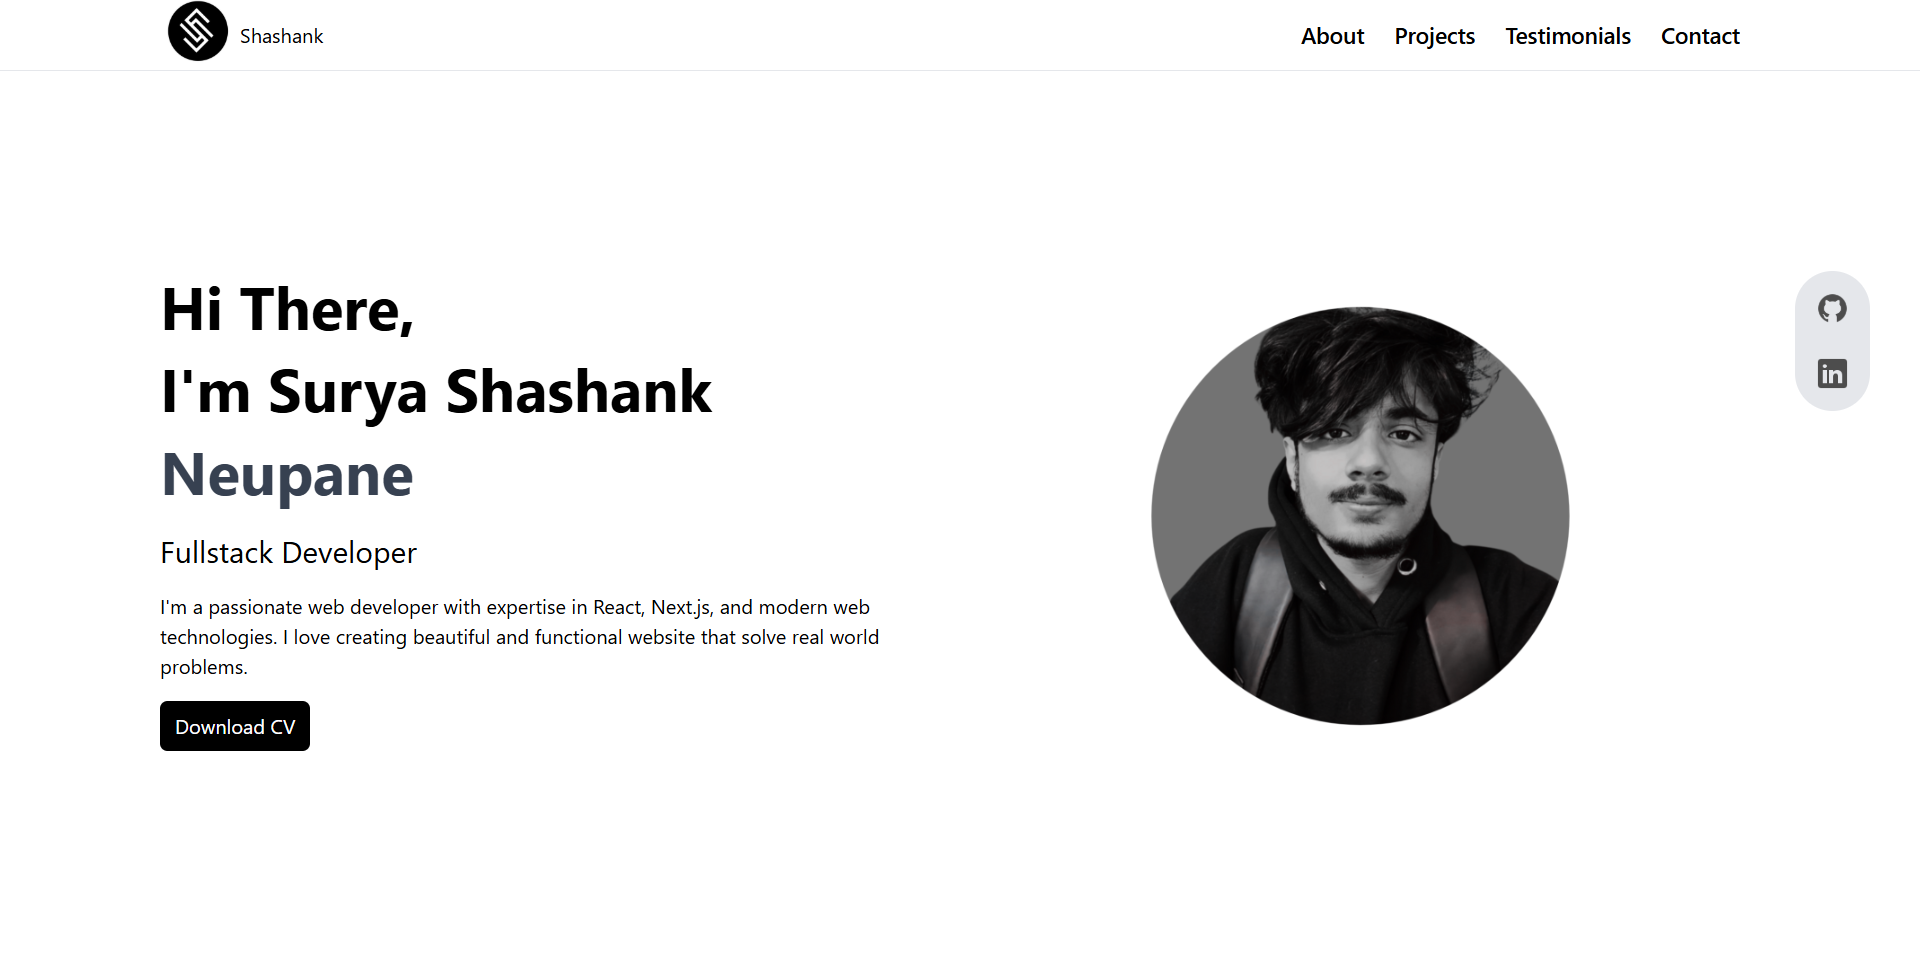 Shashank
About
Projects
Testimonials
Contact
Hi There,
I'm Surya Shashank
Neupane
Fullstack Developer
I'm a passionate web developer with expertise in React, Next.js, and modern web
technologies. I love creating beautiful and functional website that solve real world
problems.
Download CV
in